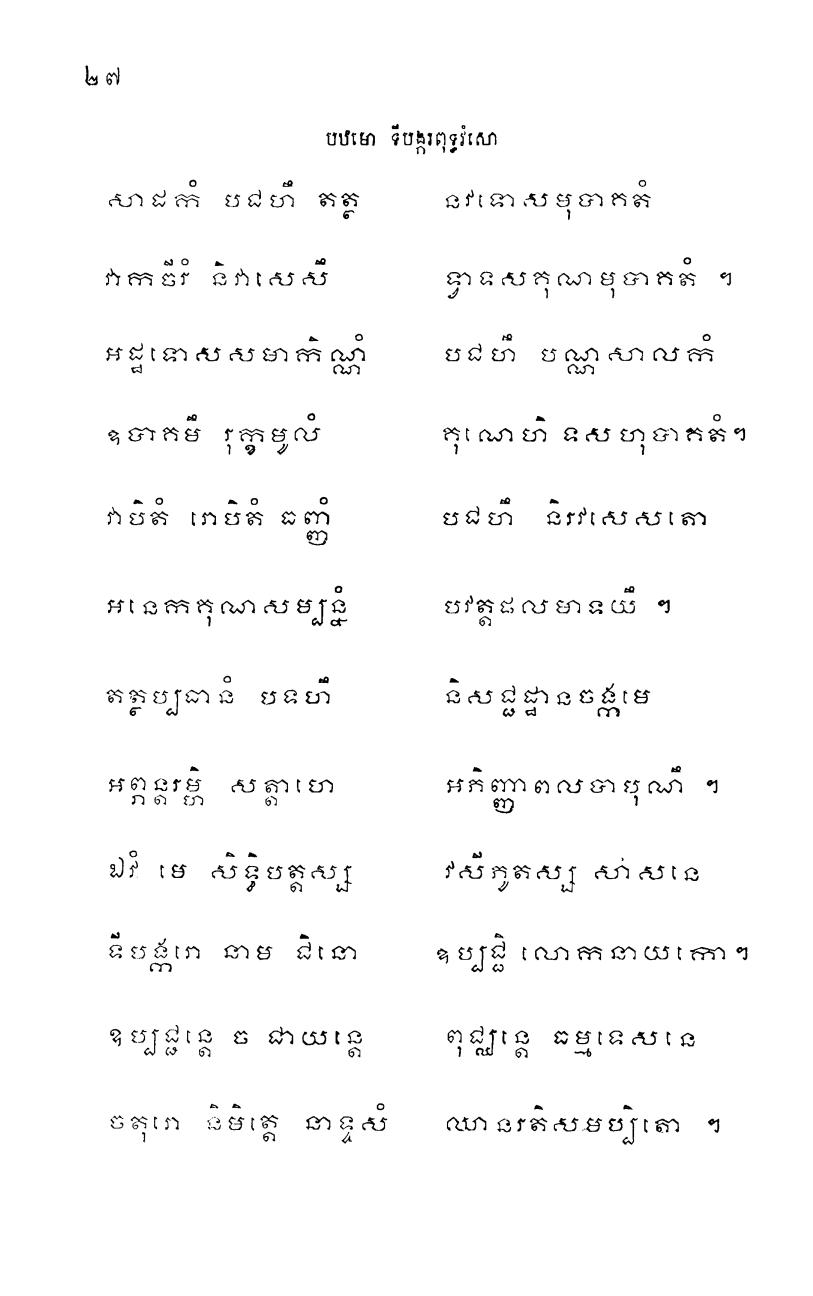 ២៧
បឋមោ ទីបង្ករពុទ្ធវំសោ
សាដកំ បជហឹ តត្ថ នវទោសមុបាគតំ
វាកចីរំ និវាសេសឹ ទ្វាទសគុណមុបាគតំ ។
អដ្ឋទោសសមាកិណ្ណំ បជហឹ បណ្ណសាលកំ
ឧបាគមឹ រុក្ខមូលំ គុណេហិ ទសហុបាគតំ។
វាបិតំ រោបិតំ ធញ្ញំ បជហឹ និរវសេសតោ
អនេកគុណសម្បន្នំ បវត្តផលមាទយឹ ។
តត្ថប្បធានំ បទហឹ និសជ្ជដ្ឋានចង្កមេ
អព្ភន្តរម្ហិ សត្តាហេ អភិញ្ញាពលបាបុណឹ ។
ឯវំ មេ សិទ្ធិបត្តស្ស វសីភូតស្ស សាសនេ
ទីបង្ករោ នាម ជិនោ ឧប្បជ្ជិ លោកនាយកោ។
ឧប្បជ្ជន្តេ ច ជាយន្តេ ពុជ្ឈន្តេ ធម្មទេសនេ
ចតុរោ និមិត្តេ នាទ្ទសំ ឈានរតិសមប្បិតោ ។